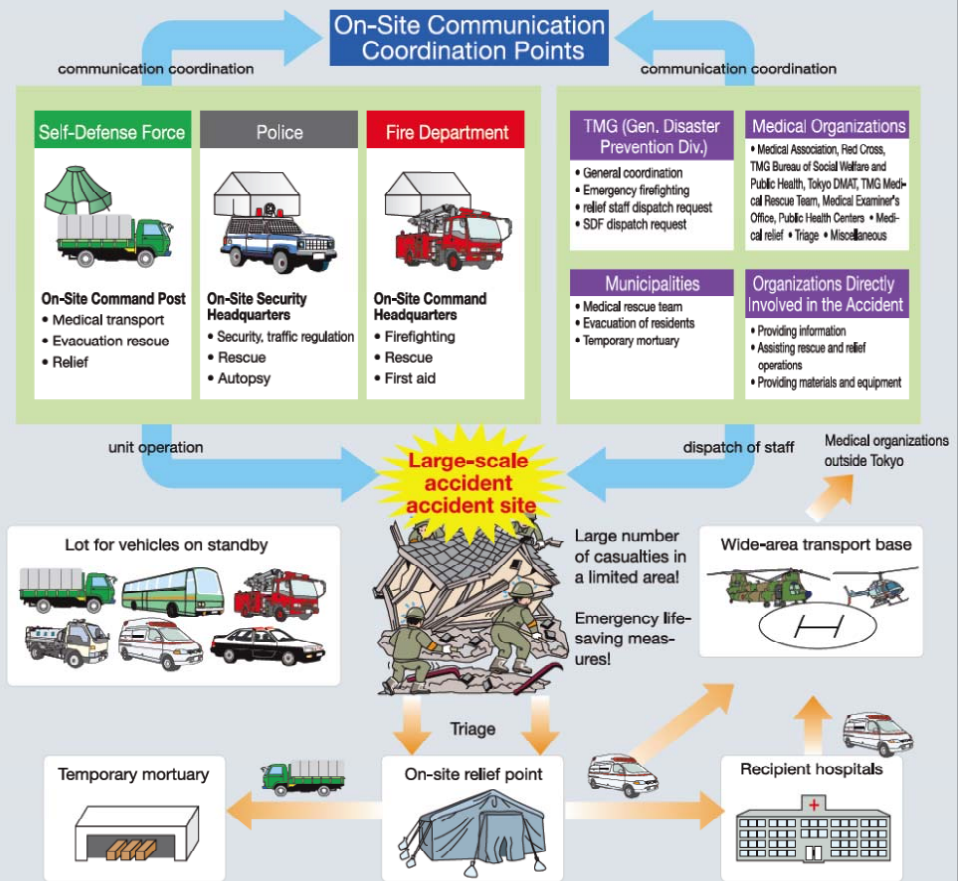 On-Site Communication
Coordination Points
communication coordination
communication coordination
Self-Defense Force
On-Site Command Post
• Medical transport
• Evacuation rescue
• Relief
Police
On-Site Security
Headquarters
• Security, traffic regulation
• Rescue
• Autopsy
Fire Department
On-Site Command
Headquarters
• Firefighting
• Rescue
• First aid
TMG (Gen. Disaster
Prevention Div.)
• General coordination
• Emergency firefighting
• relief staff dispatch request
• SDF dispatch request
Medical Organizations
• Medical Association, Red Cross,
TMG Bureau of Social Welfare and
Public Health, Tokyo DMAT, TMG Medi-
cal Rescue Team, Medical Examiner's
Office, Public Health Centers • Medi-
cal relief • Triage • Miscellaneous
Municipalities
• Medical rescue team
• Evacuation of residents
• Temporary mortuary
Organizations Directly
Involved in the Accident
• Providing information
• Assisting rescue and relief
operations
• Providing materials and equipment
unit operation
dispatch of staff
Medical organizations
outside Tokyo
Large-scale
accident
accident site
Lot for vehicles on standby
Large number
of casualties in
a limited area!
Emergency life-
saving meas-
ures!
Wide-area transport base
H
Triage
Temporary mortuary
On-site relief point
Recipient hospitals